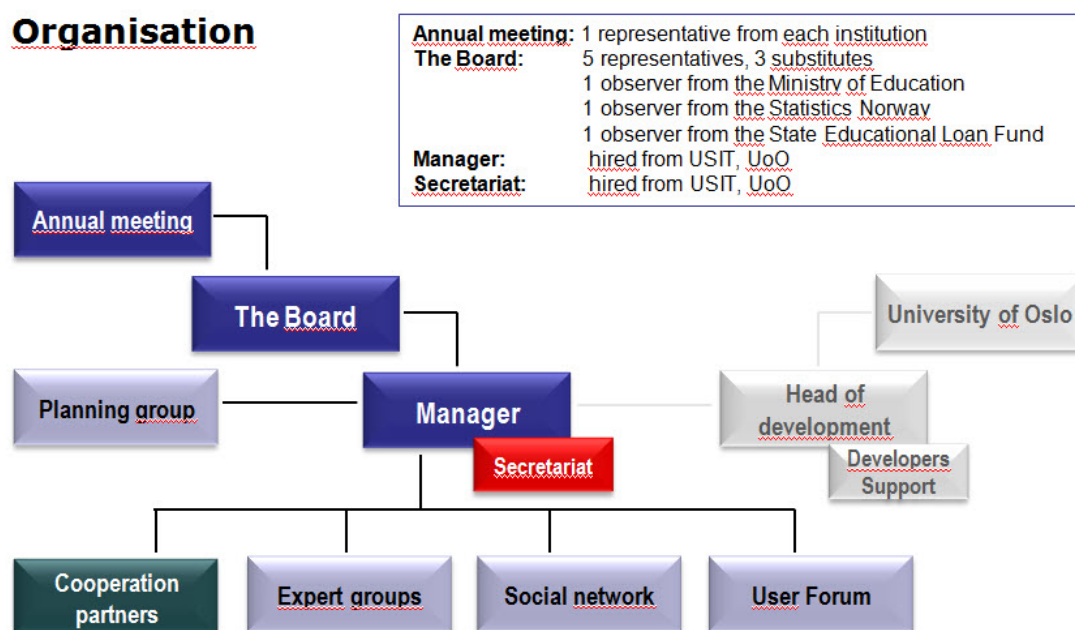 Organisation
Annual meeting: 1 representative from each institution
The Board: 5 representatives, 3 substitutes
1 observer from the Ministry of Education
1 observer from the Statistics Norway
1 observer from the State Educational Loan Fund
Manager: hired from USIT, UoO
Secretariat: hired from USIT, UoO
Annual meeting
The Board
University of Oslo
Planning group
Manager
Head of
development
Secretariat
Developers
Support
Cooperation
partners
Expert groups
Social network
User Forum